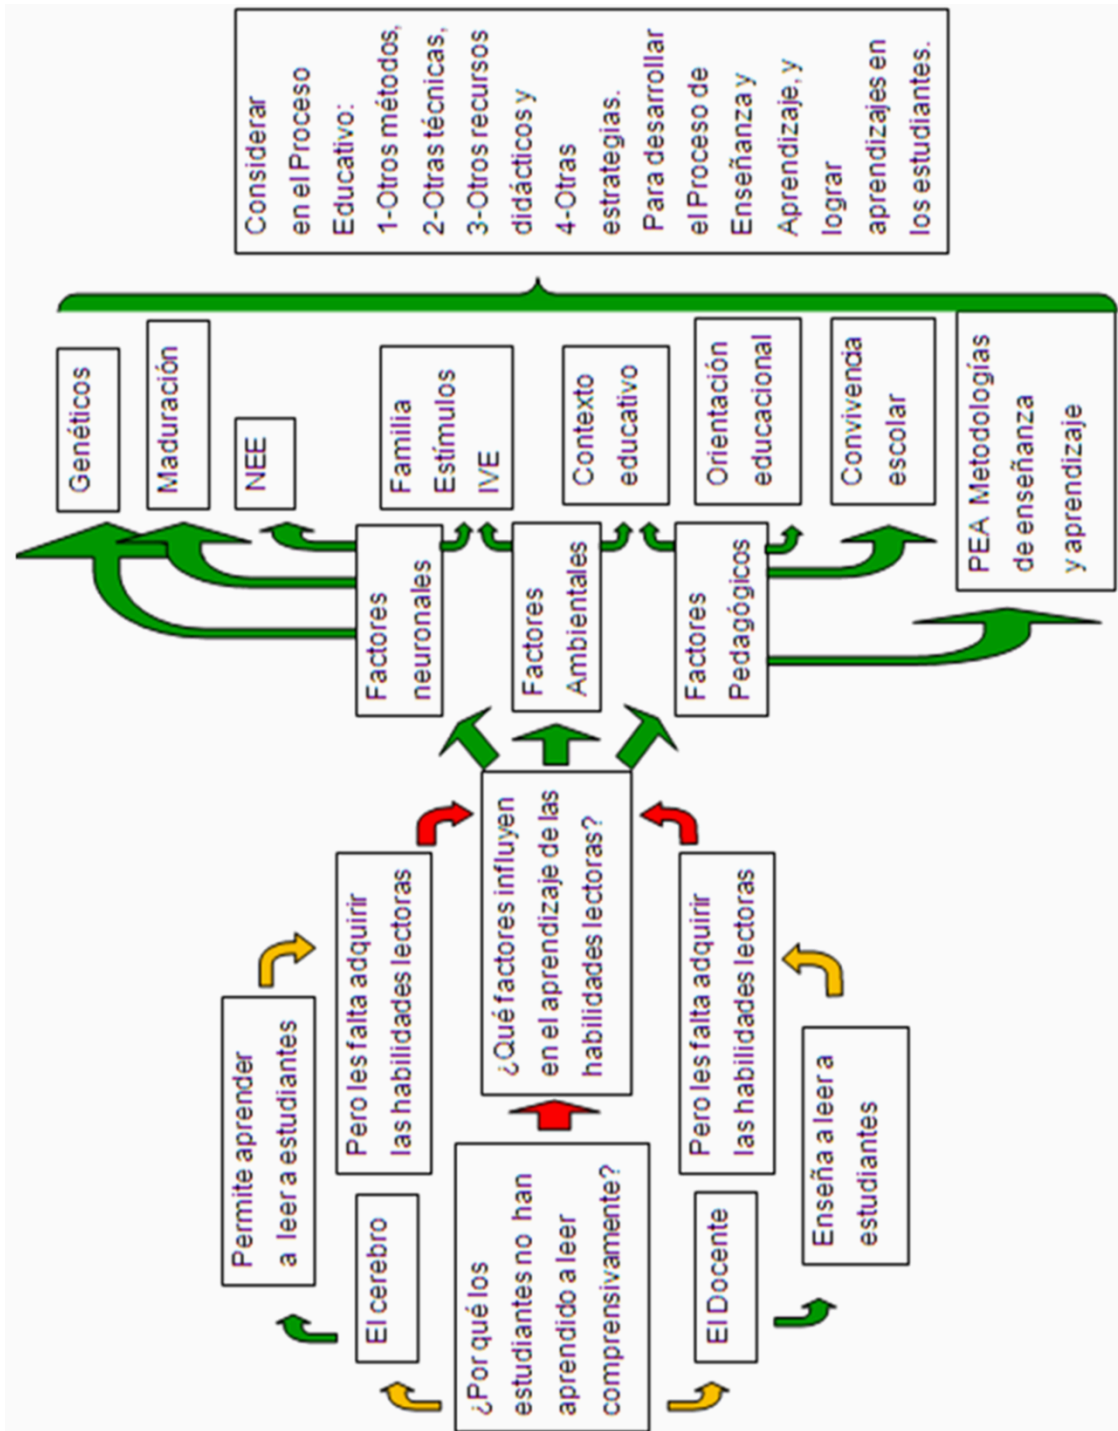 ¿Por qué los
estudiantes no han
aprendido a leer
comprensivamente?
El cerebro
Permite aprender
a leer a estudiantes
Pero les falta adquirir
las habilidades lectoras
El Docente
Enseña a leer a
estudiantes
Pero les falta adquirir
las habilidades lectoras
¿Qué factores influyen
en el aprendizaje de las
habilidades lectoras?
Factores
neuronales
Factores
Ambientales
Factores
Pedagógicos
Genéticos
Maduración
NEE
Familia
Estímulos
IVE
Contexto
educativo
Orientación
educacional
Convivencia
escolar
PEA Metodologías
de enseñanza
y aprendizaje
Considerar
en el Proceso
Educativo:
1-Otros métodos,
2-Otras técnicas,
3-Otros recursos
didácticos y
4-Otras
estrategias.
Para desarrollar
el Proceso de
Enseñanza y
Aprendizaje, y
lograr
aprendizajes en
los estudiantes.